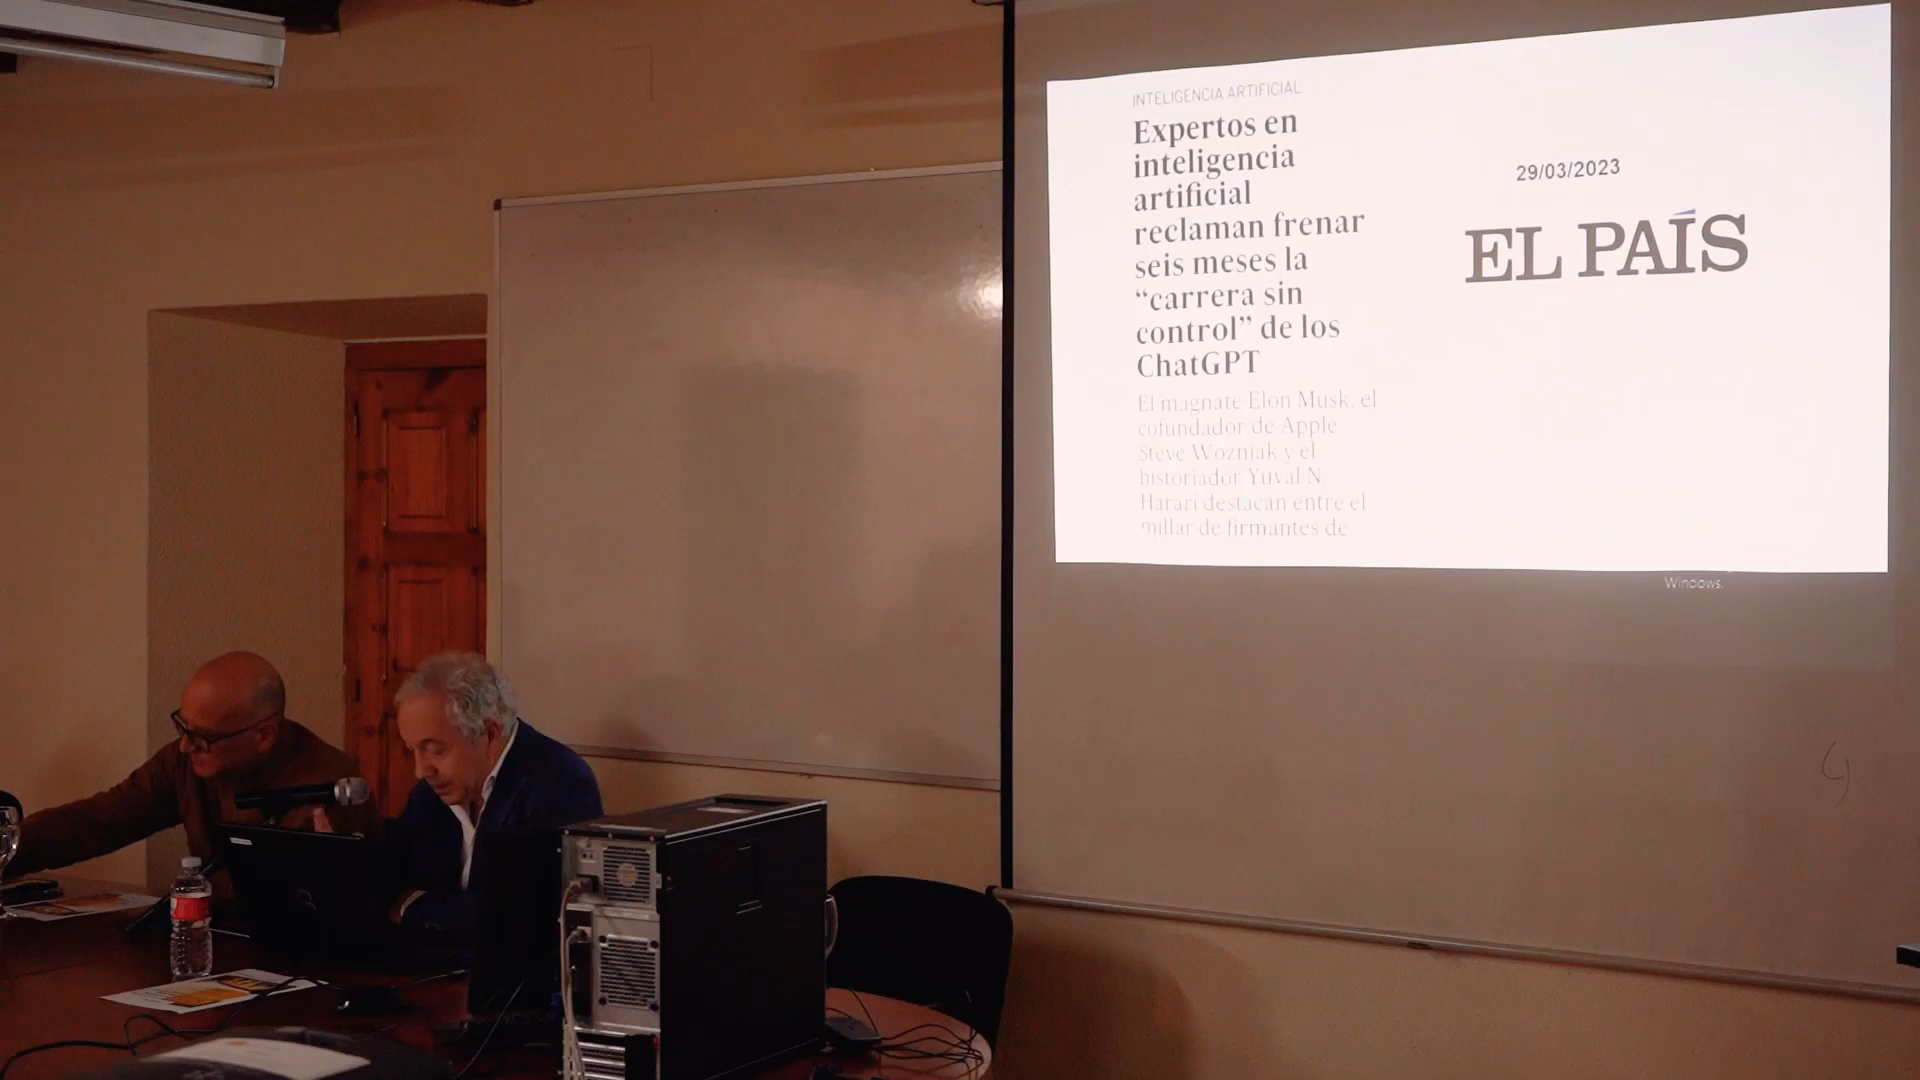 INTELIGENCIA ARTIFICIAL
Expertos en
inteligencia
artificial
reclaman frenar
seis meses la
“carrera sin
control” de los
ChatGPT
El magnate Elon Musk, el
cofundador de Apple
Steve Wozniak y el
historiador Yuval N.
Harari destacan entre el
millar de firmantes de
29/03/2023
EL PAÍS
Windows.